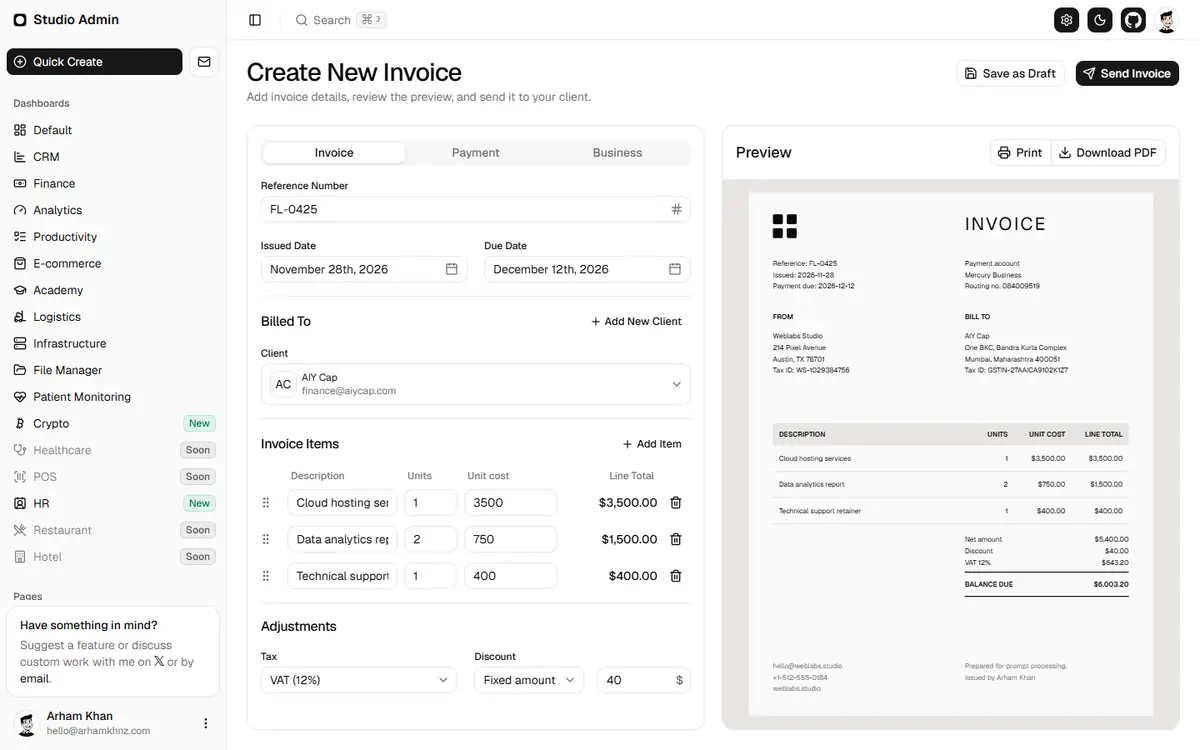 Studio Admin
Search
⌘ J
Quick Create
Dashboards
Default
CRM
Finance
Analytics
Productivity
E-commerce
Academy
Logistics
Infrastructure
File Manager
Patient Monitoring
Crypto New
Healthcare Soon
POS Soon
HR New
Restaurant Soon
Hotel Soon
Pages
Have something in mind?
Suggest a feature or discuss
custom work with me on 𝕏 or by
email.
Arham Khan
hello@arhamkhnz.com
Create New Invoice
Add invoice details, review the preview, and send it to your client.
Save as Draft
Send Invoice
Invoice Payment Business
Reference Number
FL-0425 #
Issued Date Due Date
November 28th, 2026 December 12th, 2026
Billed To + Add New Client
Client
AC
AIY Cap
finance@aiycap.com
Invoice Items + Add Item
Description Units Unit cost Line Total
Cloud hosting ser 1 3500 $3,500.00
Data analytics rep 2 750 $1,500.00
Technical support 1 400 $400.00
Adjustments
Tax Discount
VAT (12%) Fixed amount 40 $
Preview
Print
Download PDF
INVOICE
Reference: FL-0425
Issued: 2026-11-28
Payment due: 2026-12-12
Payment account
Mercury Business
Routing no. 084009519
FROM
Weblabs Studio
214 Pixel Avenue
Austin, TX 78701
Tax ID: WS-1029384756
BILL TO
AIY Cap
One BKC, Bandra Kurla Complex
Mumbai, Maharashtra 400051
Tax ID: GSTIN-27AAICA9102K1Z7
DESCRIPTION UNITS UNIT COST LINE TOTAL
Cloud hosting services 1 $3,500.00 $3,500.00
Data analytics report 2 $750.00 $1,500.00
Technical support retainer 1 $400.00 $400.00
Net amount $5,400.00
Discount $40.00
VAT 12% $643.20
BALANCE DUE $6,003.20
hello@weblabs.studio
+1-512-555-0184
weblabs.studio
Prepared for prompt processing.
Issued by Arham Khan